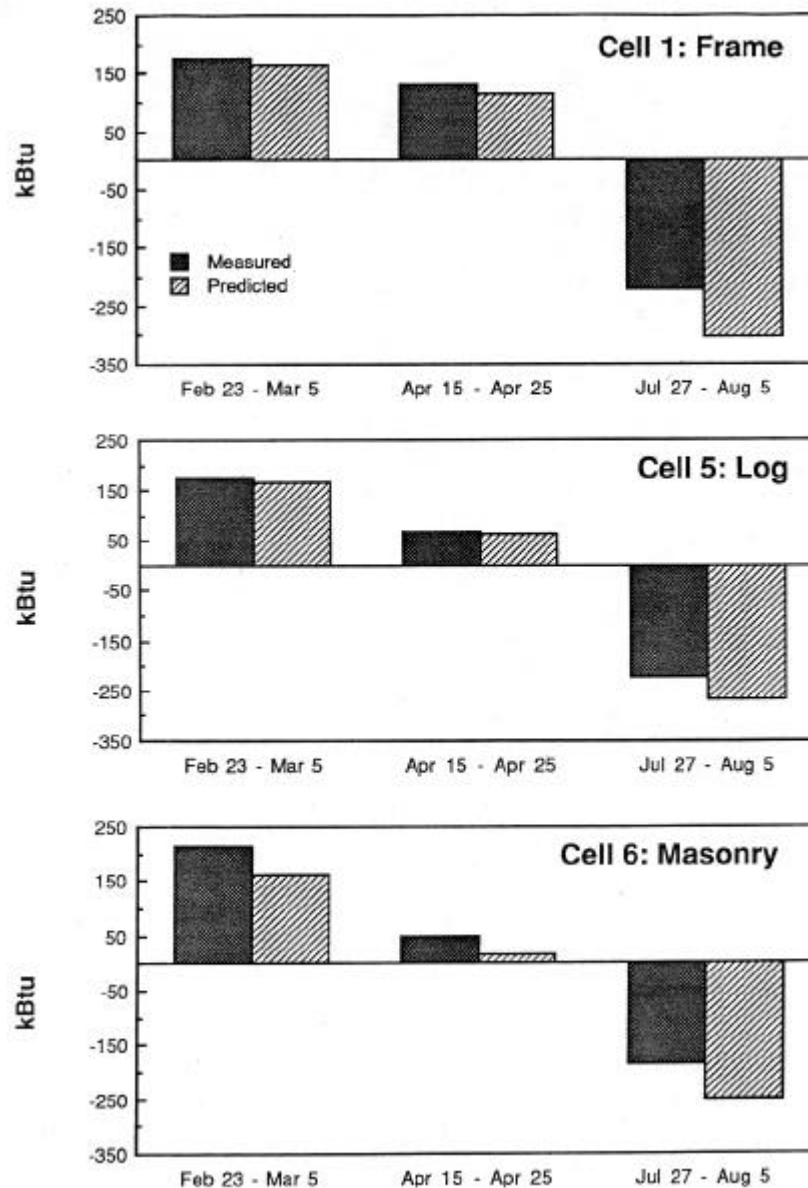 250
Cell 1: Frame
150
50
kBtu
-50
-150
Measured
Predicted
-250
-350
Feb 23 - Mar 5 Apr 15 - Apr 25 Jul 27 - Aug 5
250
Cell 5: Log
150
50
kBtu
-50
-150
-250
-350
Feb 23 - Mar 5 Apr 15 - Apr 25 Jul 27 - Aug 5
250
Cell 6: Masonry
150
50
kBtu
-50
-150
-250
-350
Feb 23 - Mar 5 Apr 15 - Apr 25 Jul 27 - Aug 5